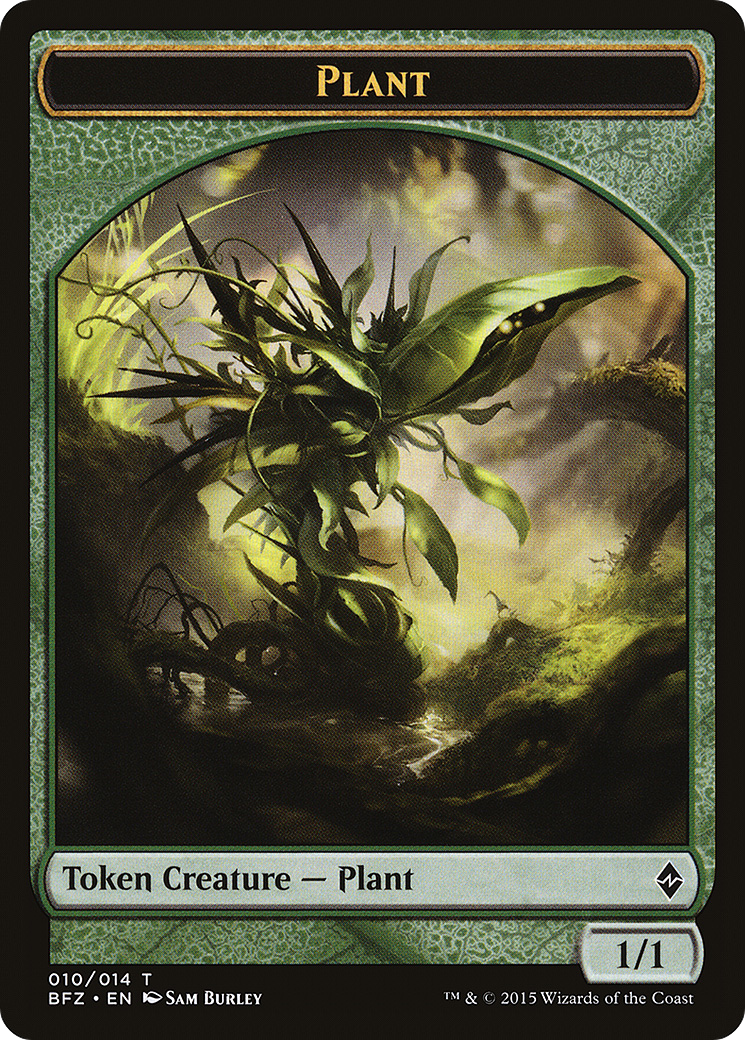 Plant
Token Creature — Plant
1/1
010/014 T
BFZ • EN Sam Burley
™ & © 2015 Wizards of the Coast